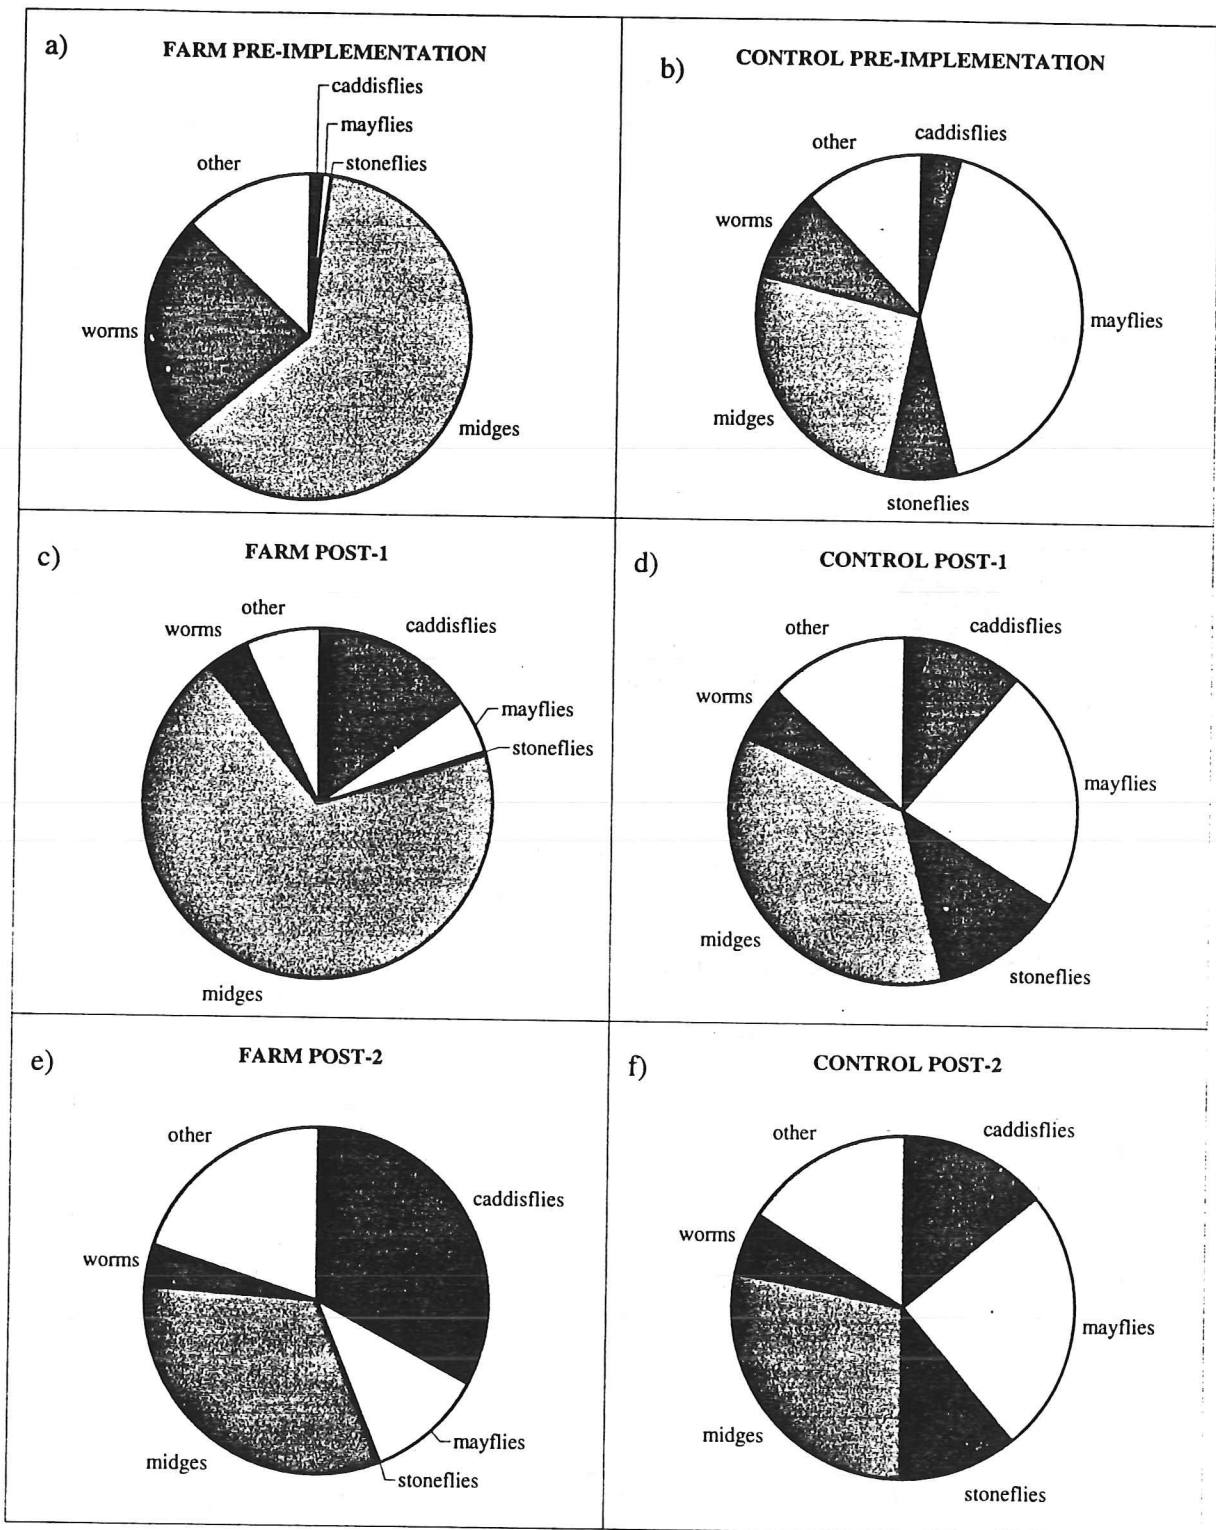 a)
FARM PRE-IMPLEMENTATION
caddisflies
mayflies
stoneflies
other
worms
midges
b)
CONTROL PRE-IMPLEMENTATION
caddisflies
other
worms
mayflies
midges
stoneflies
c)
FARM POST-1
other
caddisflies
worms
mayflies
stoneflies
midges
d)
CONTROL POST-1
caddisflies
other
worms
mayflies
midges
stoneflies
e)
FARM POST-2
other
caddisflies
worms
mayflies
midges
stoneflies
f)
CONTROL POST-2
caddisflies
other
worms
mayflies
midges
stoneflies